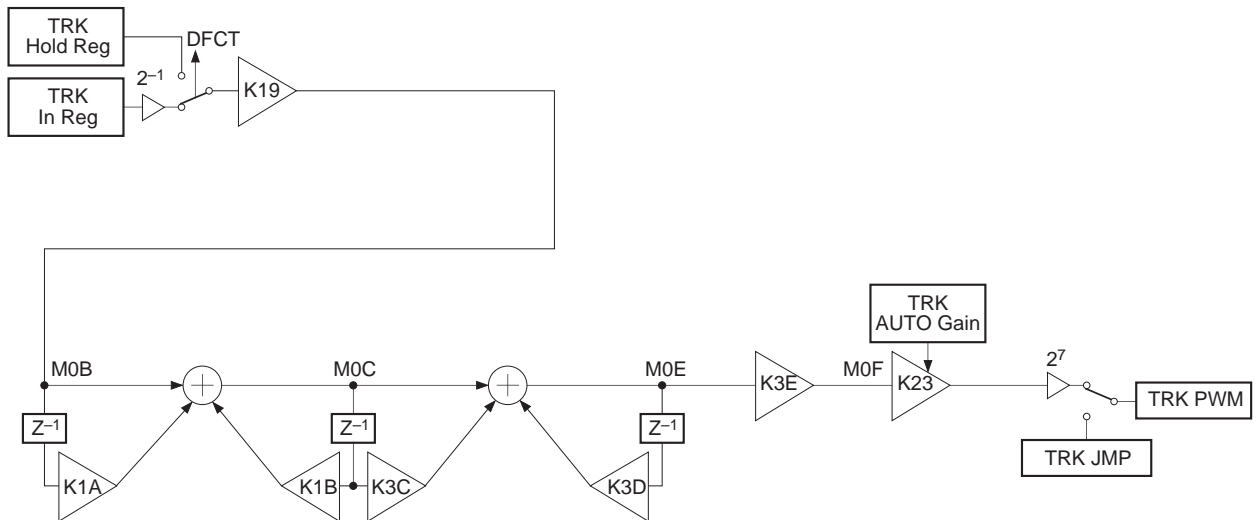 TRK
Hold Reg
DFCT
2–1
TRK
In Reg
K19
TRK
AUTO Gain
M0B
M0C
M0E
K3E
M0F
K23
27
TRK PWM
Z–1
Z–1
Z–1
TRK JMP
K1A
K1B
K3C
K3D